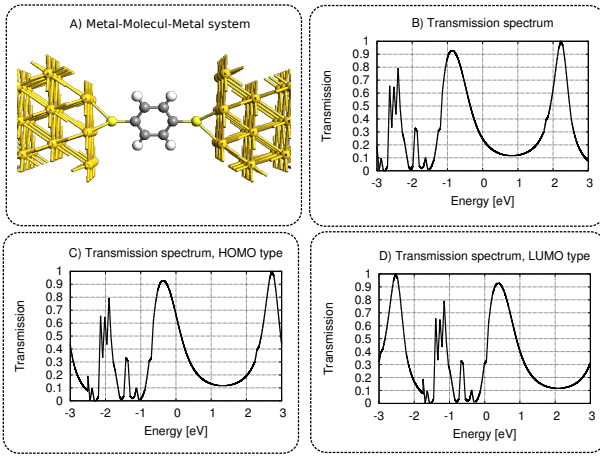 A) Metal-Molecul-Metal system
B) Transmission spectrum
Transmission
1
0.9
0.8
0.7
0.6
0.5
0.4
0.3
0.2
0.1
0
-3 -2 -1 0 1 2 3
Energy [eV]
C) Transmission spectrum, HOMO type
Transmission
1
0.9
0.8
0.7
0.6
0.5
0.4
0.3
0.2
0.1
0
-3 -2 -1 0 1 2 3
Energy [eV]
D) Transmission spectrum, LUMO type
Transmission
1
0.9
0.8
0.7
0.6
0.5
0.4
0.3
0.2
0.1
0
-3 -2 -1 0 1 2 3
Energy [eV]